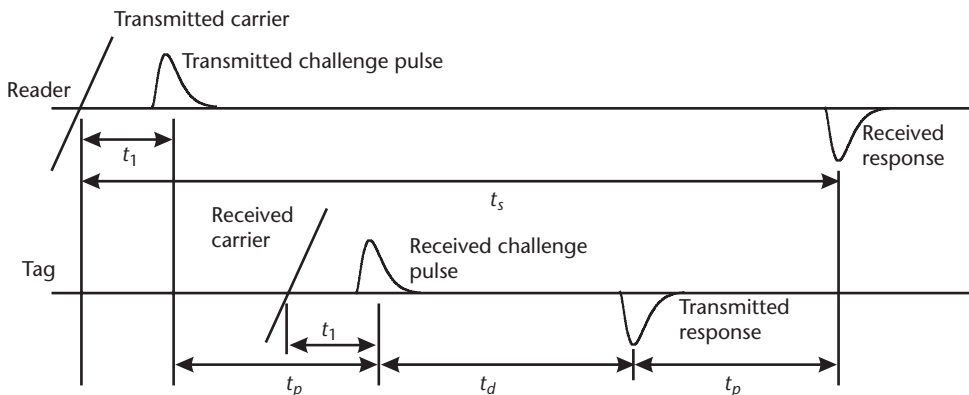 Transmitted carrier
Transmitted challenge pulse
Reader
t1
Received
response
ts
Received
carrier
Received challenge
pulse
Tag
t1
Transmitted
response
tp
td
tp